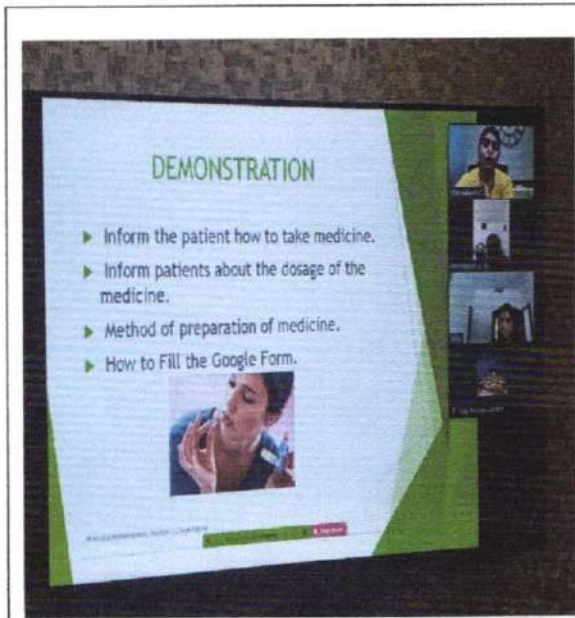 DEMONSTRATION
Inform the patient how to take medicine.
Inform patients about the dosage of the
medicine.
Method of preparation of medicine.
How to Fill the Google Form.